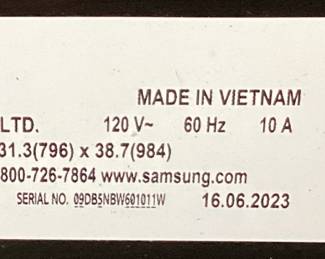 MADE IN VIETNAM
LTD. 120 V~ 60 Hz 10 A
31.3(796) x 38.7(984)
800-726-7864 www.samsung.com
SERIAL NO. 09DB5NBW601011W 16.06.2023